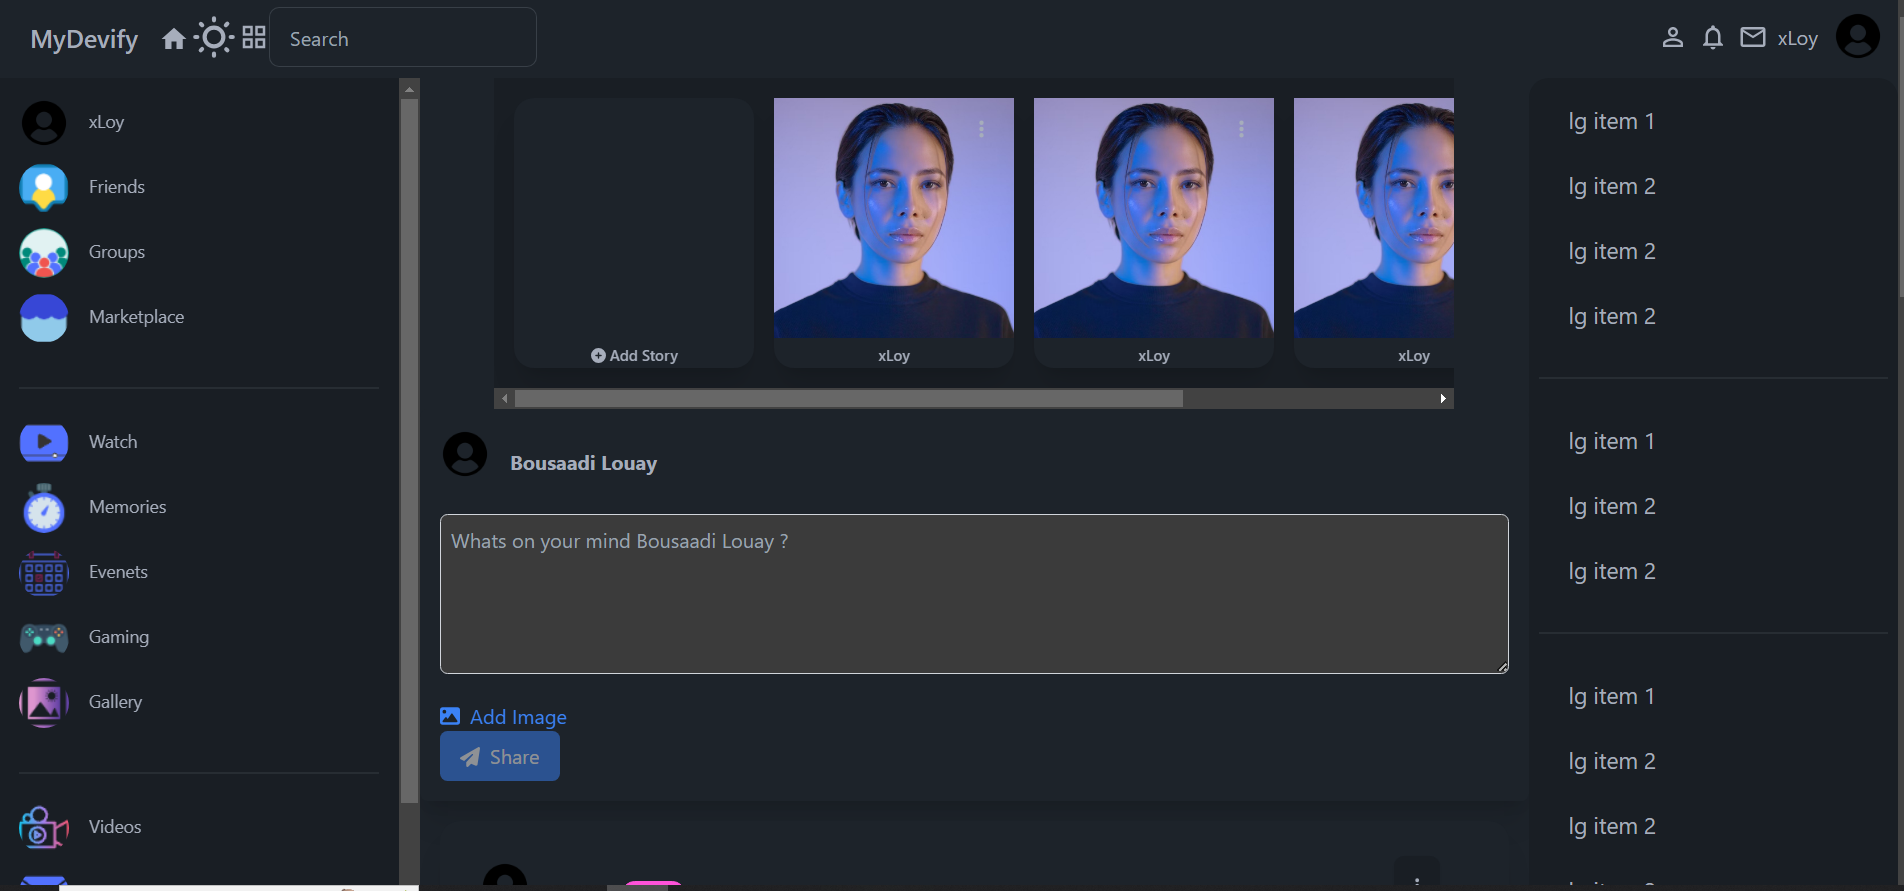 MyDevify
Search
xLoy
xLoy
Friends
Groups
Marketplace
Watch
Memories
Evenets
Gaming
Gallery
Videos
Add Story
xLoy
xLoy
xLoy
Bousaadi Louay
Whats on your mind Bousaadi Louay ?
Add Image
Share
lg item 1
lg item 2
lg item 2
lg item 2
lg item 1
lg item 2
lg item 2
lg item 1
lg item 2
lg item 2